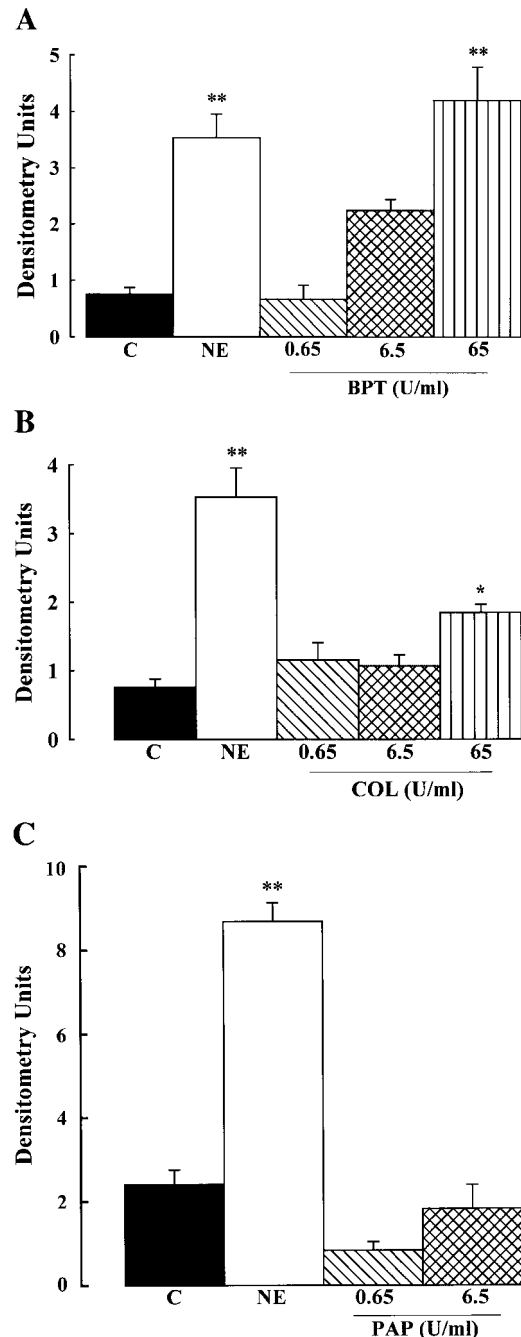 A
Densitometry Units
5
4
3
2
1
0
**
**
C NE 0.65 6.5 65
BPT (U/ml)
B
Densitometry Units
4
3
2
1
0
**
*
C NE 0.65 6.5 65
COL (U/ml)
C
Densitometry Units
10
8
6
4
2
0
**
C NE 0.65 6.5
PAP (U/ml)